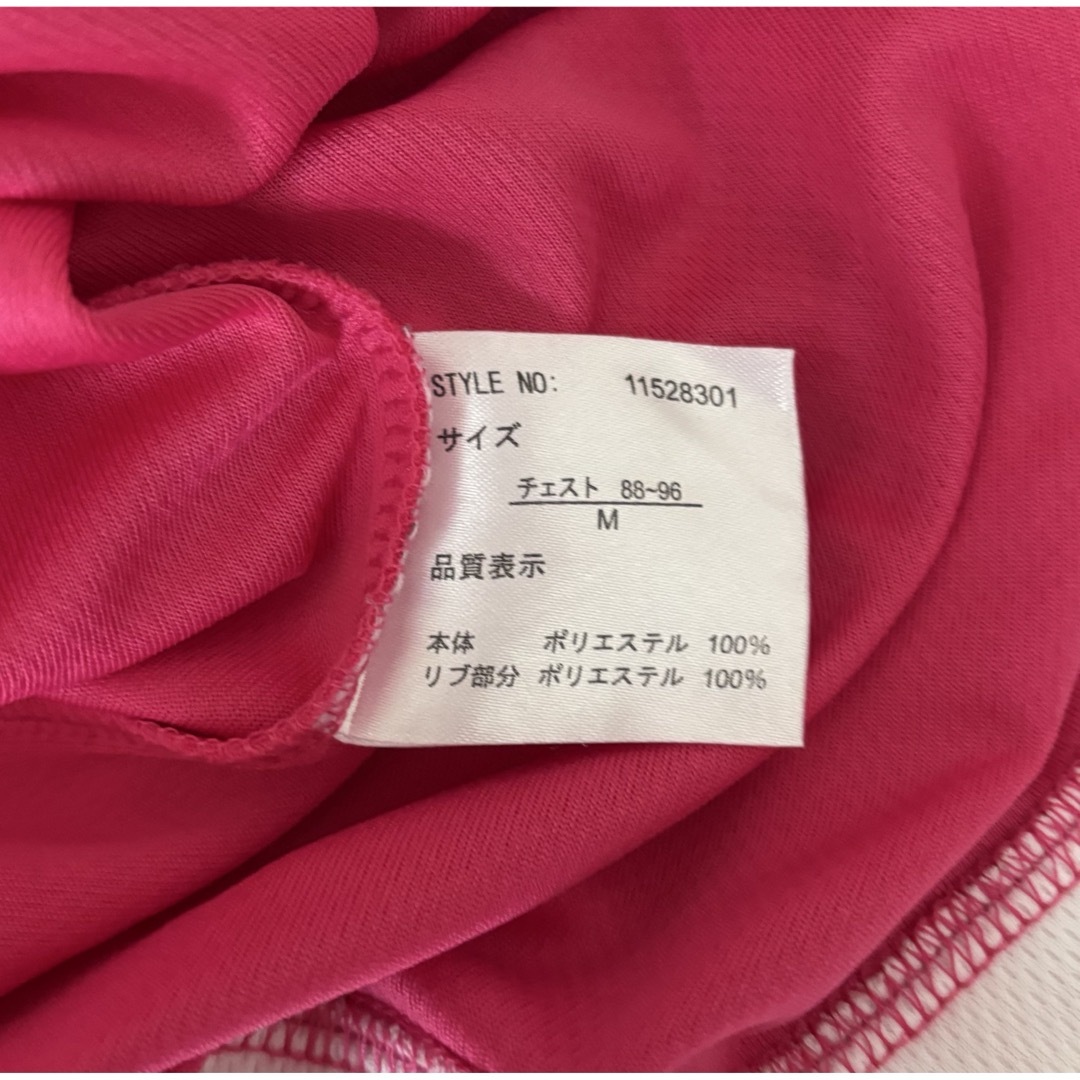 STYLE NO: 11528301
サイズ
チェスト 88~96
M
品質表示
本体 ポリエステル 100%
リブ部分 ポリエステル 100%